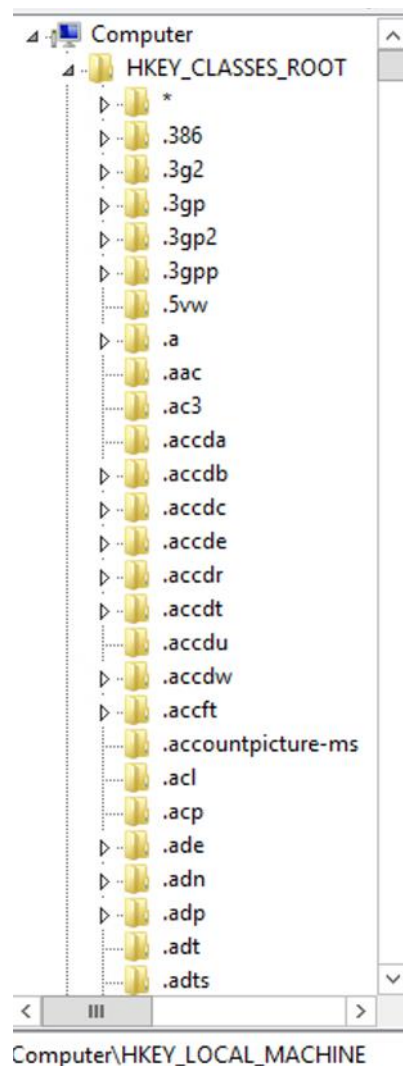 Computer
HKEY_CLASSES_ROOT
*
.386
.3g2
.3gp
.3gp2
.3gpp
.5vw
.a
.aac
.ac3
.accda
.accdb
.accdc
.accde
.accdr
.accdt
.accdu
.accdw
.accft
.accountpicture-ms
.acl
.acp
.ade
.adn
.adp
.adt
.adts
Computer\HKEY_LOCAL_MACHINE